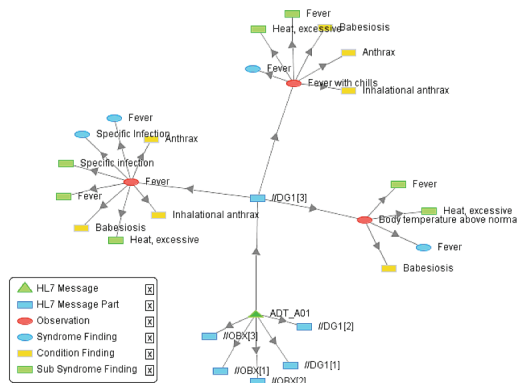 Fever
Heat, excessive
Babesiosis
Anthrax
Fever
Fever with chills
Inhalational anthrax
Fever
Specific Infection
Anthrax
Specific infection
Fever
Fever
Inhalational anthrax
Babesiosis
Heat, excessive
//DG1[3]
Fever
Heat, excessive
Body temperature above norma
Fever
Babesiosis
ADT_A01
//OBX[3]
//DG1[2]
//OBX[1]
//DG1[1]
//OBX[2]
HL7 Message X
HL7 Message Part X
Observation X
Syndrome Finding X
Condition Finding X
Sub Syndrome Finding X